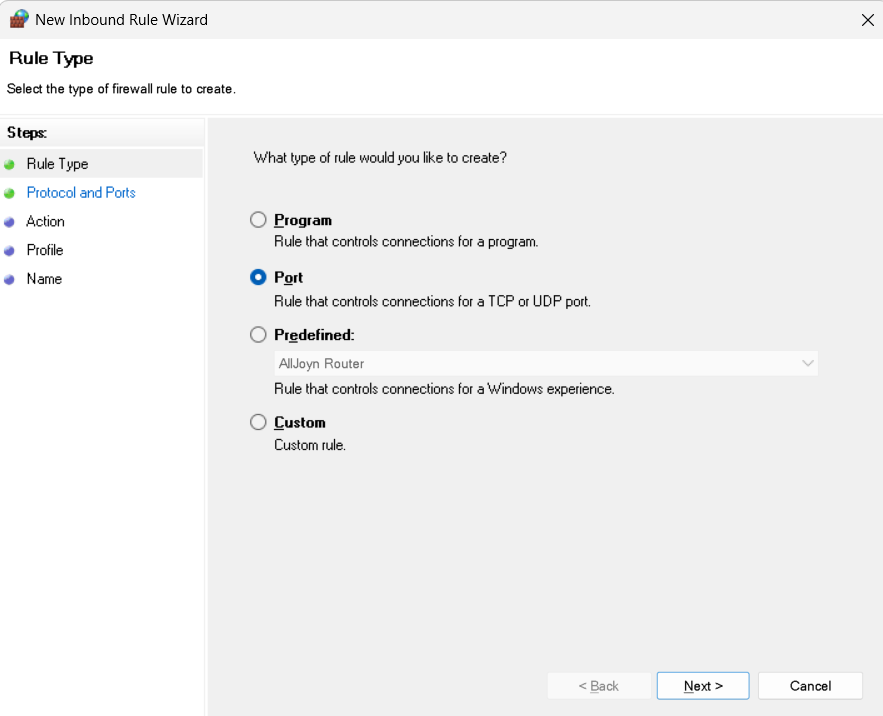 New Inbound Rule Wizard
Rule Type
Select the type of firewall rule to create.
Steps:
Rule Type
Protocol and Ports
Action
Profile
Name
What type of rule would you like to create?
Program
Rule that controls connections for a program.
Port
Rule that controls connections for a TCP or UDP port.
Predefined:
AllJoyn Router
Rule that controls connections for a Windows experience.
Custom
Custom rule.
< Back
Next >
Cancel